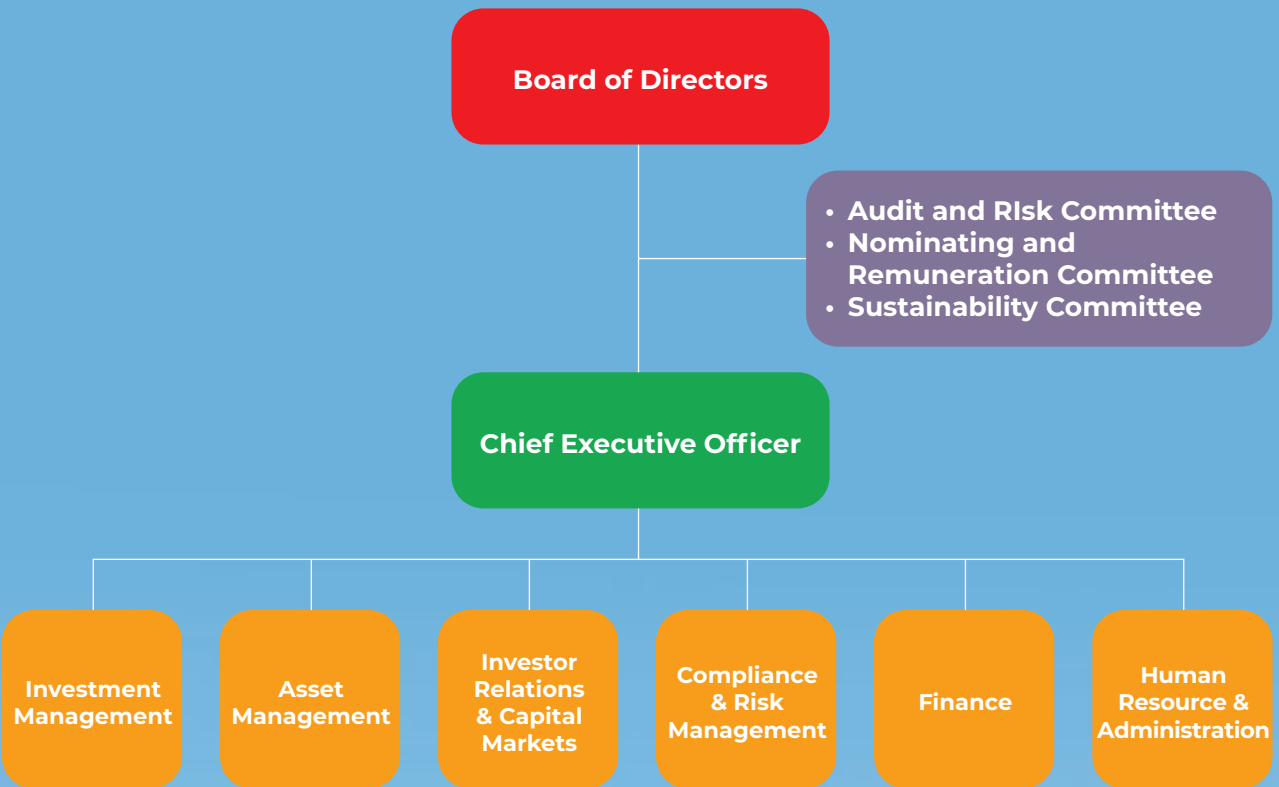 Board of Directors
• Audit and RIsk Committee
• Nominating and
Remuneration Committee
• Sustainability Committee
Chief Executive Officer
Investment
Management
Asset
Management
Investor
Relations
& Capital
Markets
Compliance
& Risk
Management
Finance
Human
Resource &
Administration